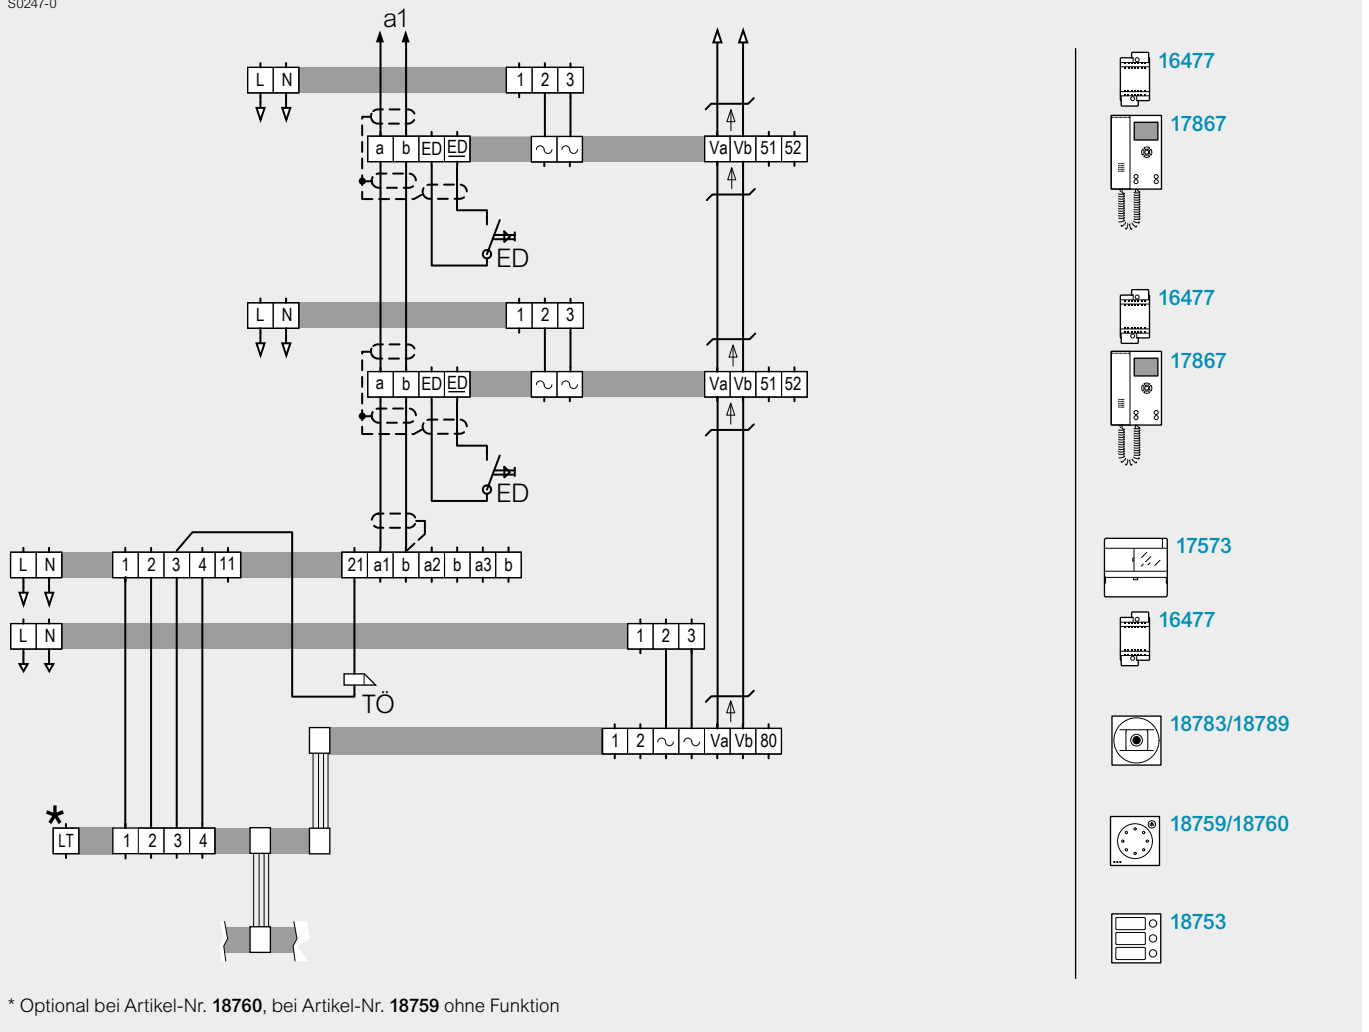 S0247-0
a1
L N 1 2 3
16477
a b ED ED Va Vb 51 52
17867
ED
L N 1 2 3
16477
a b ED ED Va Vb 51 52
17867
ED
L N 1 2 3 4 11 21 a1 b a2 b a3 b
17573
L N 1 2 3
16477
TÖ
1 2 Va Vb 80
18783/18789
*
LT 1 2 3 4
18759/18760
18753
* Optional bei Artikel-Nr. 18760, bei Artikel-Nr. 18759 ohne Funktion